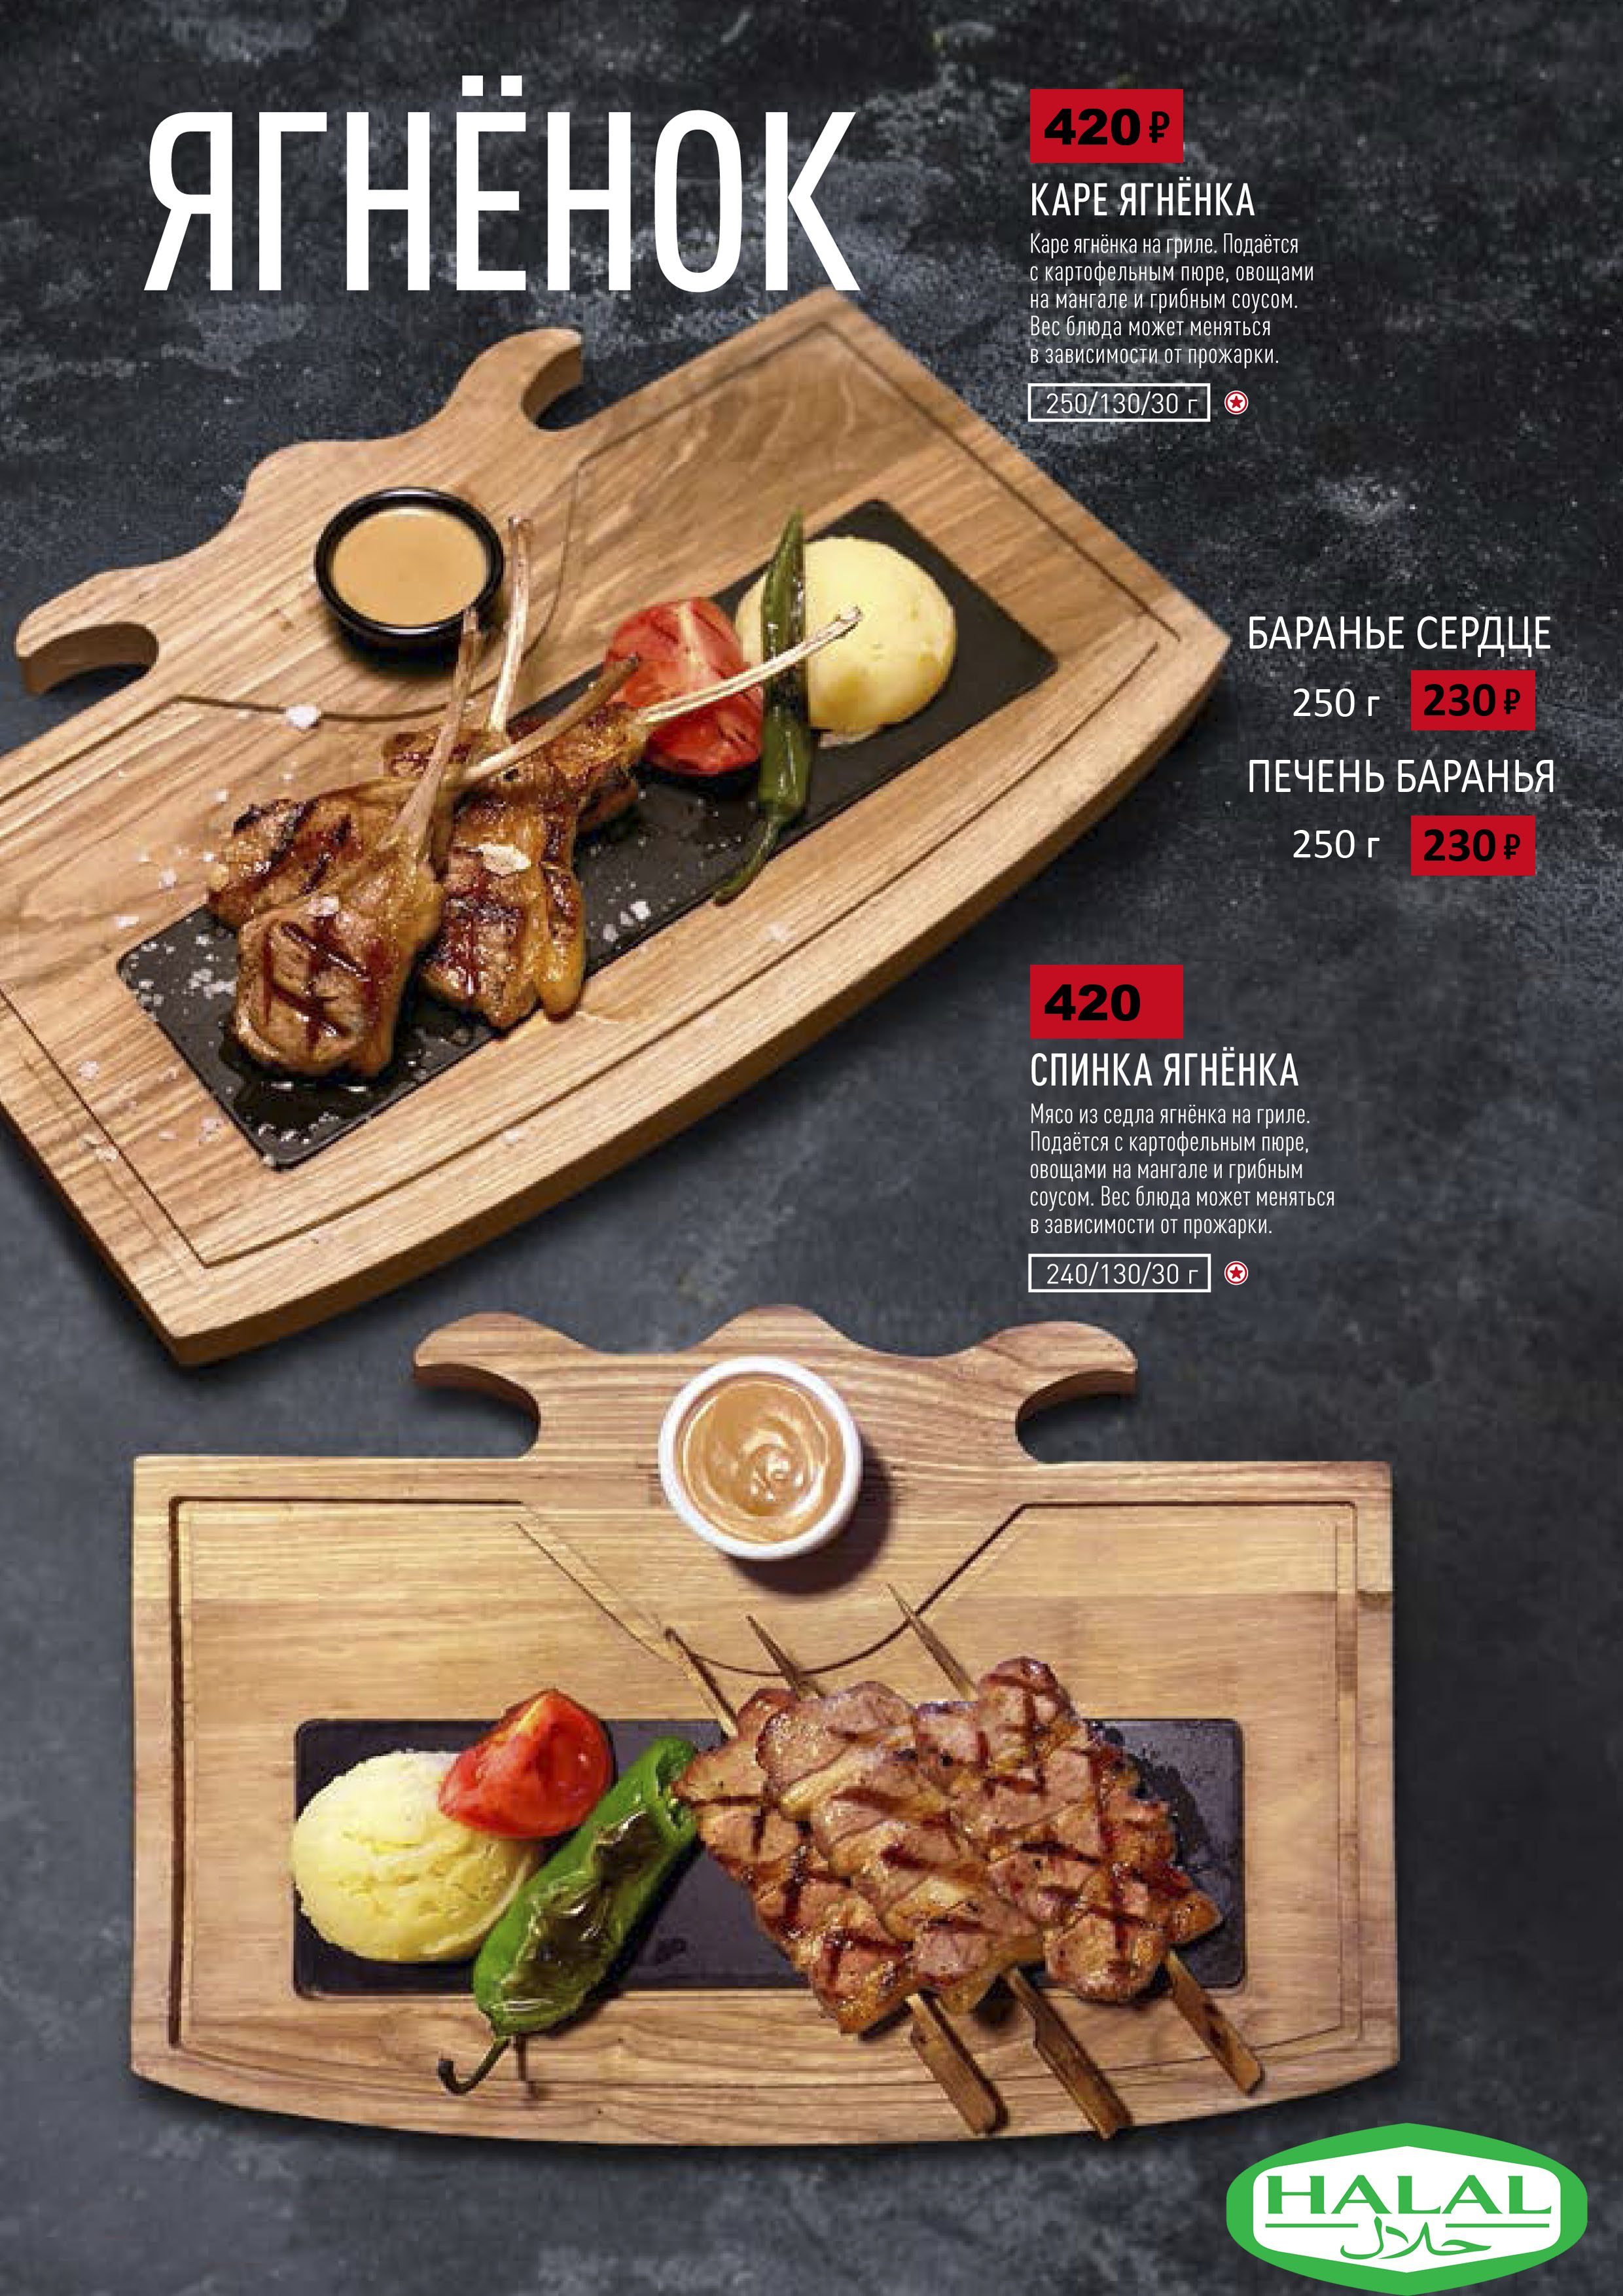 ЯГНЁНОК
420 ₽
КАРЕ ЯГНЁНКА
Каре ягнёнка на гриле. Подаётся
с картофельным пюре, овощами
на мангале и грибным соусом.
Вес блюда может меняться
в зависимости от прожарки.
250/130/30 г
БАРАНЬЕ СЕРДЦЕ
250 г 230 ₽
ПЕЧЕНЬ БАРАНЬЯ
250 г 230 ₽
420
СПИНКА ЯГНЁНКА
Мясо из седла ягнёнка на гриле.
Подаётся с картофельным пюре,
овощами на мангале и грибным
соусом. Вес блюда может меняться
в зависимости от прожарки.
240/130/30 г
HALAL
حلال